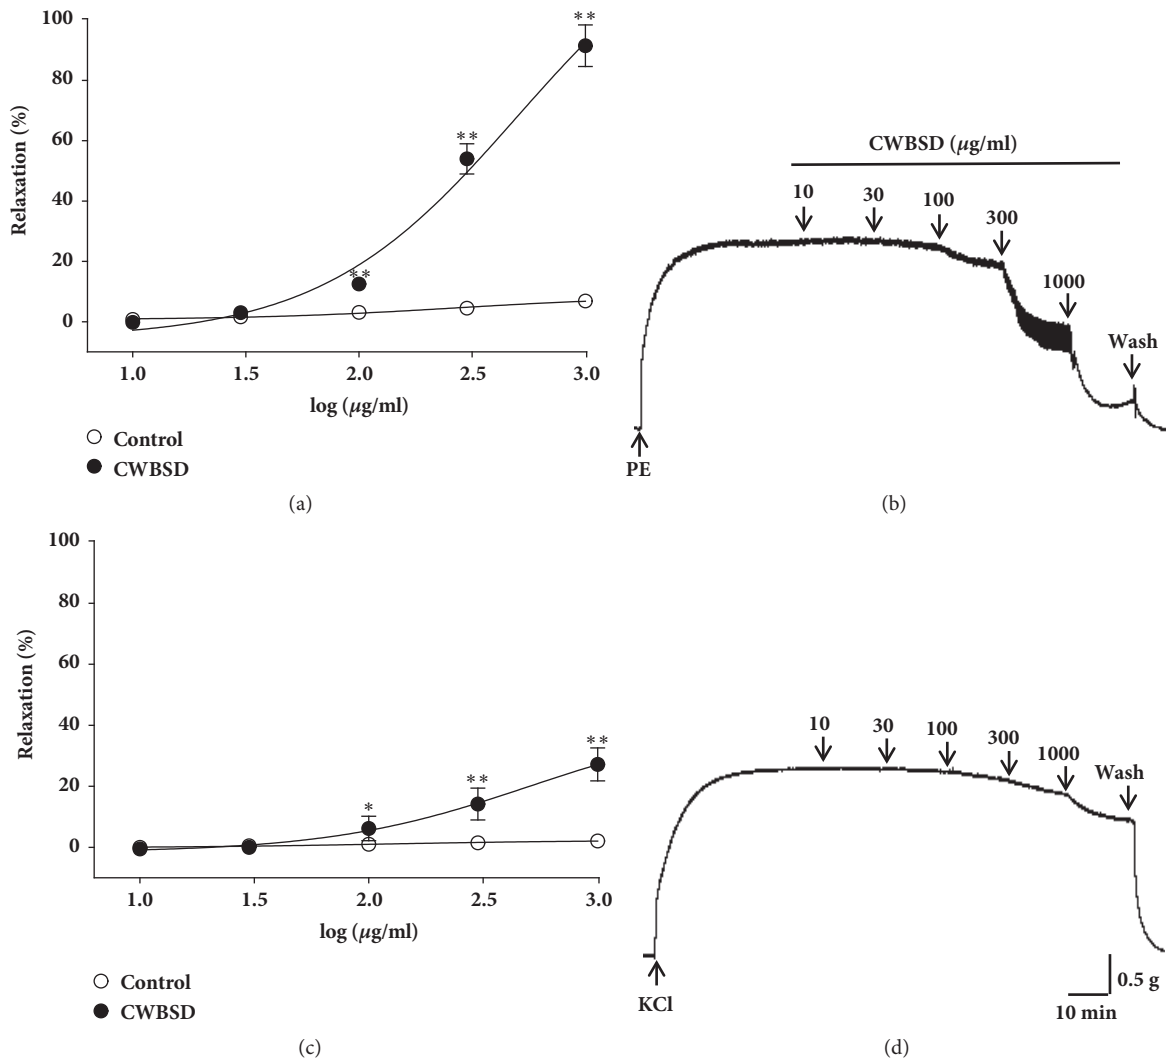 100
80
60
40
20
0
Relaxation (%)
**
**
**
1.0 1.5 2.0 2.5 3.0
log (μg/ml)
Control
CWBSD
(a)
CWBSD (μg/ml)
10 30 100 300 1000
Wash
PE
(b)
100
80
60
40
20
0
Relaxation (%)
* ** **
1.0 1.5 2.0 2.5 3.0
log (μg/ml)
Control
CWBSD
(c)
10 30 100 300 1000 Wash
KCl
0.5 g
10 min
(d)